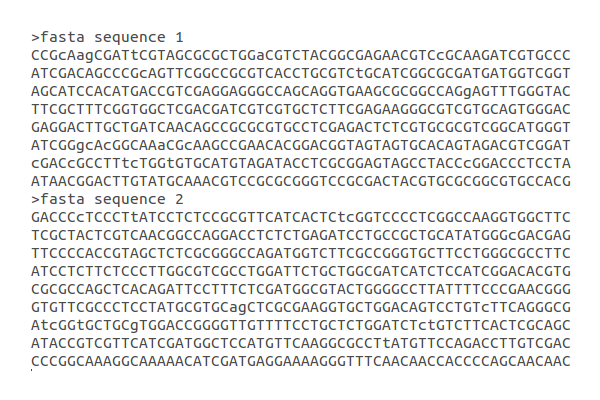 >fasta sequence 1
CCGcAagCGATtCGTAGCGCGCTGGaCGTCTACGGCGAGAACGTCcGCAAGATCGTGCCC
ATCGACAGCCCGcAGTTCGGCCGCGTCACCTGCGTCtGCATCGGCGCGATGATGGTCGGT
AGCATCCACATGACCGTCGAGGAGGGCCAGCAGGTGAAGCGCGGCCAGgAGTTTGGGTAC
TTCGCTTTCGGTGGCTCGACGATCGTCGTGCTCTTCGAGAAGGGCGTCGTGCAGTGGGAC
GAGGACTTGCTGATCAACAGCCGCGCGTGCCTCGAGACTCTCGTGCGCGTCGGCATGGGT
ATCGGgcAcGGCAAaCGcAAGCCGAACACGGACGGTAGTAGTGCACAGTAGACGTCGGAT
cGACcGCCTTtcTGGtGTGCATGTAGATACCTCGCGGAGTAGCCTACCcGGACCCTCCTA
ATAACGGACTTGTATGCAAACGTCCGCGCGGGTCCGCGACTACGTGCGCGGCGTGCCACG
>fasta sequence 2
GACCCcTCCCTtATCCTCTCCGCGTTCATCACTCtcGGTCCCCTCGGCCAAGGTGGCTTC
TCGCTACTCGTCAACGGCCAGGACCTCTCTGAGATCCTGCCGCTGCATATGGGcGACGAG
TTCCCCACCGTAGCTCTCGCGGGCCAGATGGTCTTCGCCGGGTGCTTCCTGGGCGCCTTC
ATCCTCTTCTCCCTTGGCGTCGCCTGGATTCTGCTGGCGATCATCTCCATCGGACACGTG
CGCGCCAGCTCACAGATTCCTTTCTCGATGGCGTACTGGGGCCTTATTTTCCCGAACGGG
GTGTTCGCCCTCCTATGCGTGCagCTCGCGAAGGTGCTGGACAGTCCTGTcTTCAGGGCG
AtcGGtGCTGCgTGGACCGGGGTTGTTTTCCTGCTCTGGATCTctGTCTTCACTCGCAGC
ATACCGTCGTTCATCGATGGCTCCATGTTCAAGGCGCCTtATGTTCCAGACCTTGTCGAC
CCCGGCAAAGGCAAAAACATCGATGAGGAAAAGGGTTTCAACAACCACCCCAGCAACAAC